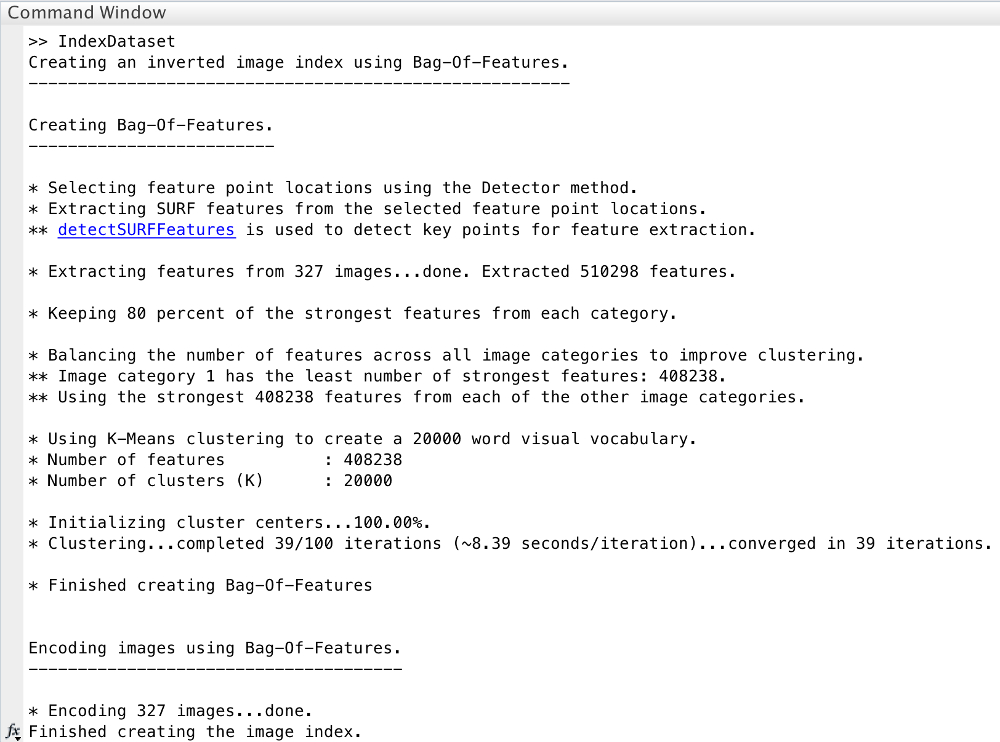 Command Window
>> IndexDataset
Creating an inverted image index using Bag-Of-Features.
-------------------------------------------------------
Creating Bag-Of-Features.
-------------------------
* Selecting feature point locations using the Detector method.
* Extracting SURF features from the selected feature point locations.
** detectSURFFeatures is used to detect key points for feature extraction.
* Extracting features from 327 images...done. Extracted 510298 features.
* Keeping 80 percent of the strongest features from each category.
* Balancing the number of features across all image categories to improve clustering.
** Image category 1 has the least number of strongest features: 408238.
** Using the strongest 408238 features from each of the other image categories.
* Using K-Means clustering to create a 20000 word visual vocabulary.
* Number of features          : 408238
* Number of clusters (K)      : 20000
* Initializing cluster centers...100.00%.
* Clustering...completed 39/100 iterations (~8.39 seconds/iteration)...converged in 39 iterations.
* Finished creating Bag-Of-Features
Encoding images using Bag-Of-Features.
--------------------------------------
* Encoding 327 images...done.
fx Finished creating the image index.